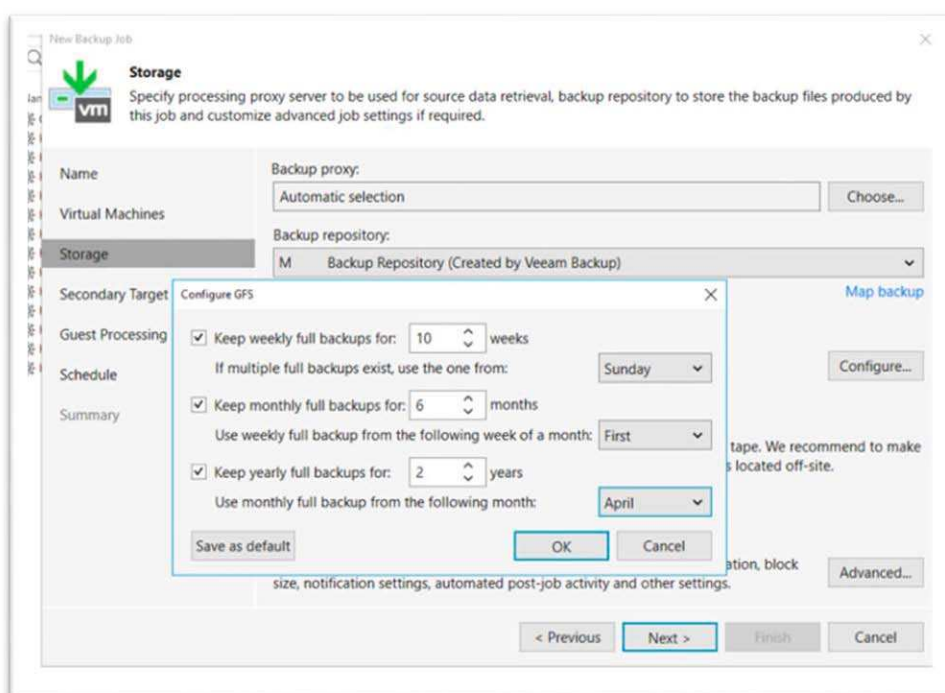 New Backup Job
Storage
Specify processing proxy server to be used for source data retrieval, backup repository to store the backup files produced by
this job and customize advanced job settings if required.
Name
Virtual Machines
Storage
Secondary Target
Guest Processing
Schedule
Summary
Backup proxy:
Automatic selection
Choose...
Backup repository:
M Backup Repository (Created by Veeam Backup)
Map backup
Configure...
Configure GFS
Keep weekly full backups for: 10 weeks
If multiple full backups exist, use the one from: Sunday
Keep monthly full backups for: 6 months
Use weekly full backup from the following week of a month: First
Keep yearly full backups for: 2 years
Use monthly full backup from the following month: April
Save as default OK Cancel
tape. We recommend to make
located off-site.
block
size, notification settings, automated post-job activity and other settings.
Advanced...
< Previous Next > Finish Cancel
vm